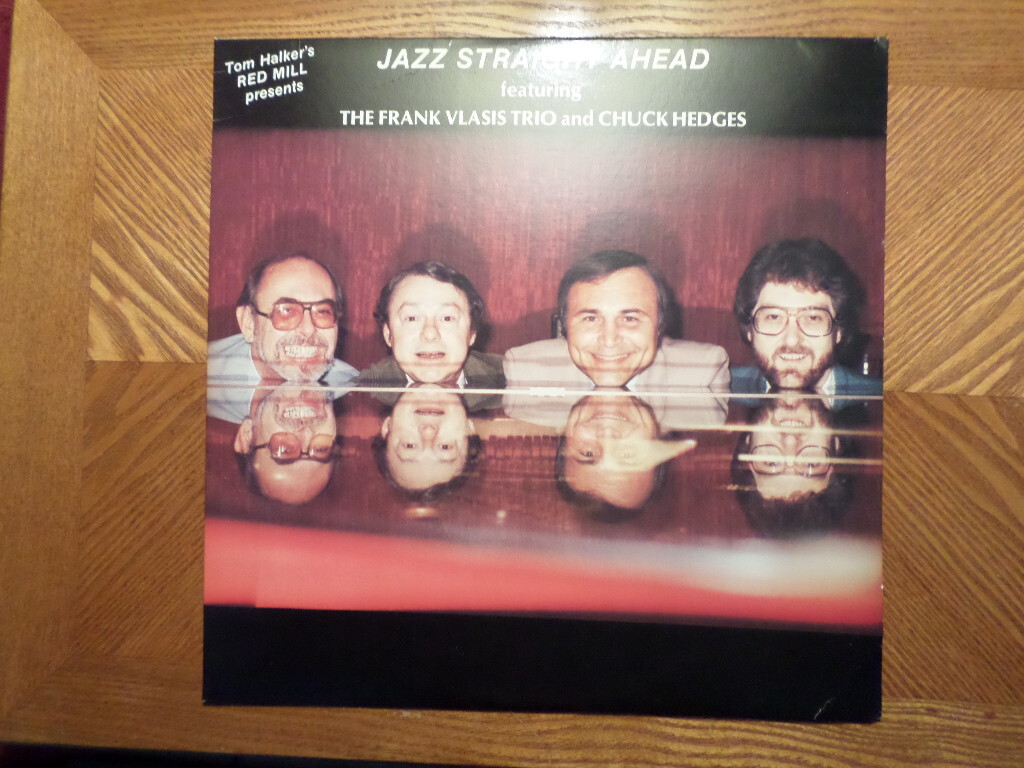 Tom Halker's
RED MILL
presents
JAZZ STRAIGHT AHEAD
featuring
THE FRANK VLASIS TRIO and CHUCK HEDGES